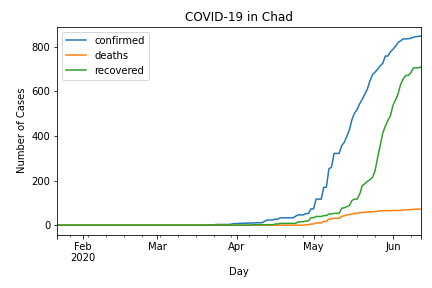 COVID-19 in Chad
confirmed
deaths
recovered
800
600
400
200
0
Number of Cases
Feb
2020
Mar
Apr
May
Jun
Day